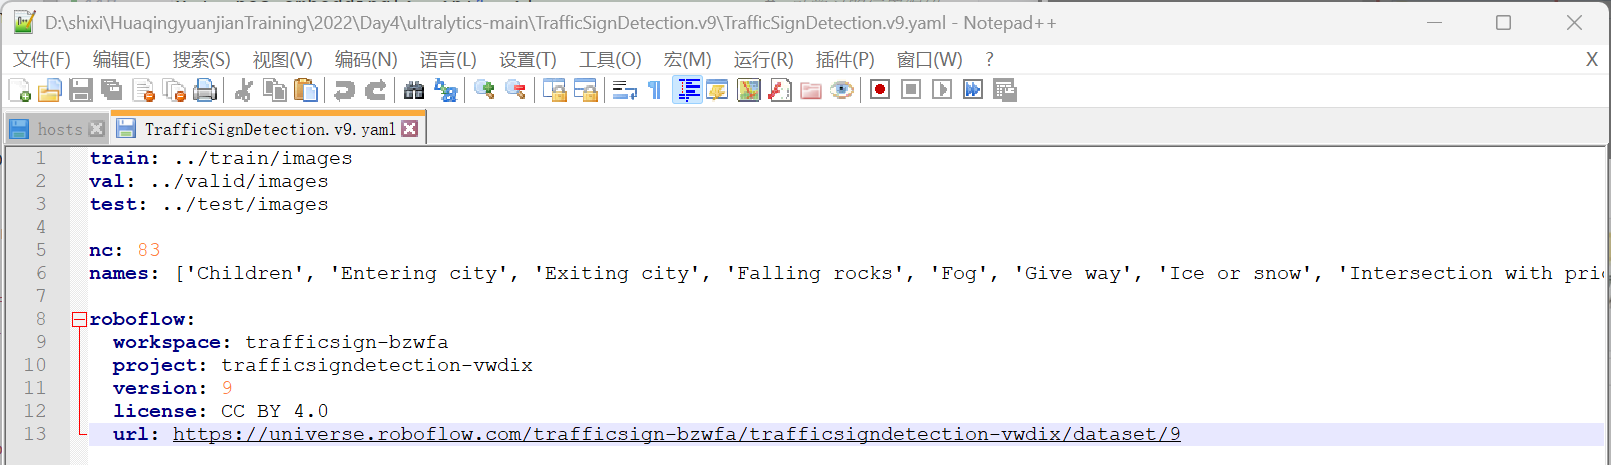 D:\shixi\HuaqingyuanjianTraining\2022\Day4\ultralytics-main\TrafficSignDetection.v9\TrafficSignDetection.v9.yaml - Notepad++
文件(F) 编辑(E) 搜索(S) 视图(V) 编码(N) 语言(L) 设置(T) 工具(O) 宏(M) 运行(R) 插件(P) 窗口(W) ? X
hosts TrafficSignDetection.v9.yaml
1 train: ../train/images
2 val: ../valid/images
3 test: ../test/images
4
5 nc: 83
6 names: ['Children', 'Entering city', 'Exiting city', 'Falling rocks', 'Fog', 'Give way', 'Ice or snow', 'Intersection with
7
8 roboflow:
9 workspace: trafficsign-bzwfa
10 project: trafficsigndetection-vwdix
11 version: 9
12 license: CC BY 4.0
13 url: https://universe.roboflow.com/trafficsign-bzwfa/trafficsigndetection-vwdix/dataset/9